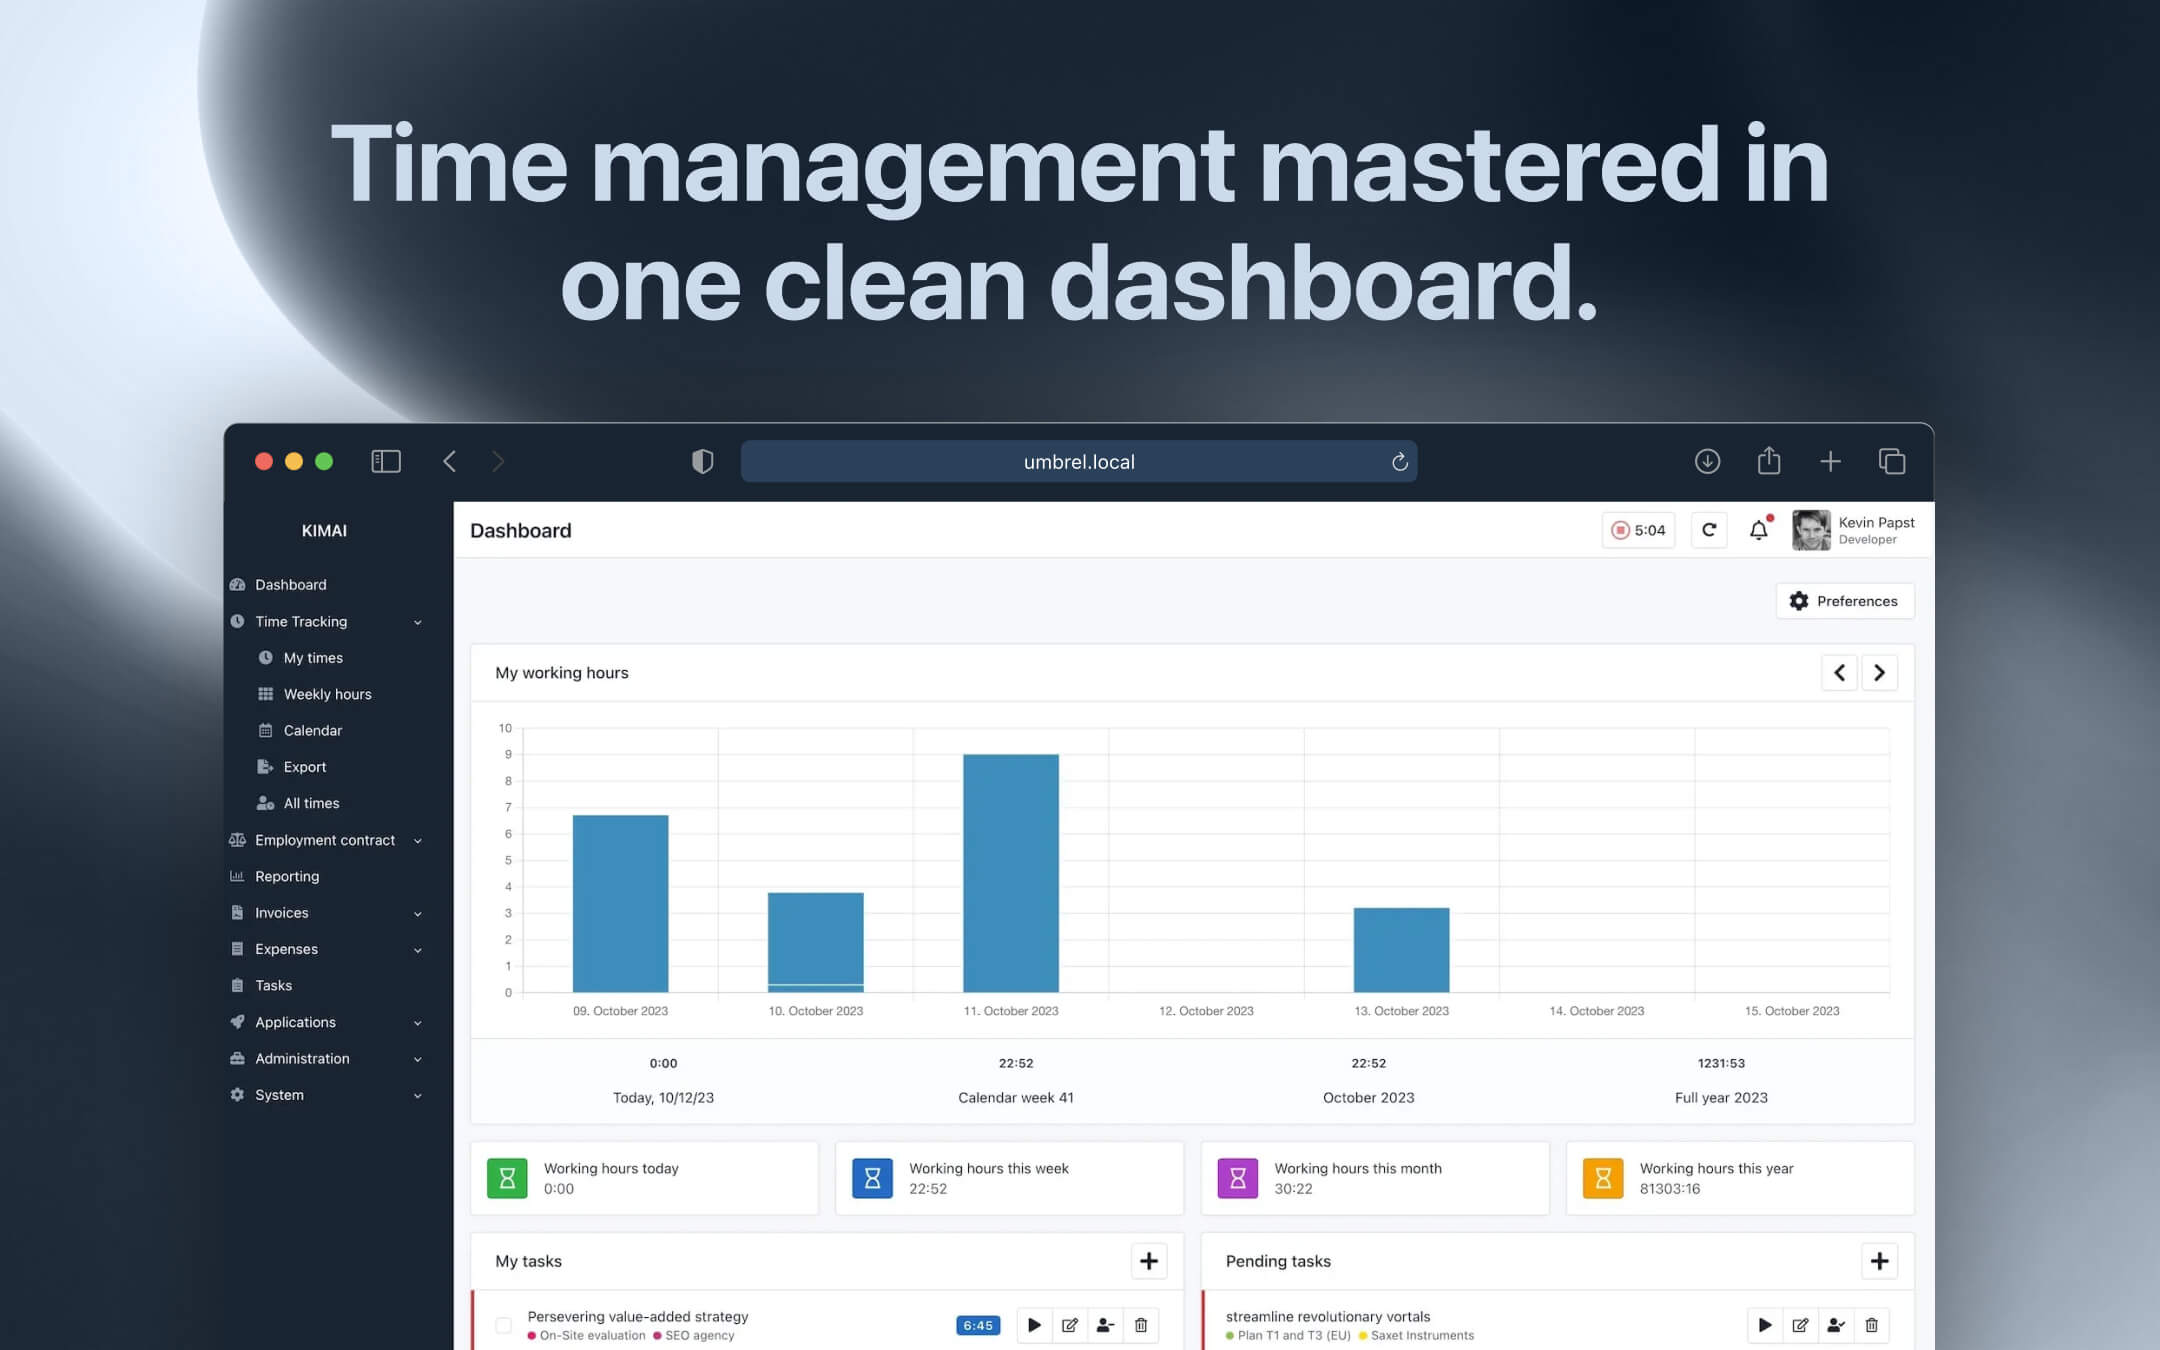 Time management mastered in
one clean dashboard.
umbrel.local
KIMAI
Dashboard
Time Tracking
My times
Weekly hours
Calendar
Export
All times
Employment contract
Reporting
Invoices
Expenses
Tasks
Applications
Administration
System
Dashboard
5:04
Kevin Papst
Developer
Preferences
My working hours
10
9
8
7
6
5
4
3
2
1
0
09. October 2023 10. October 2023 11. October 2023 12. October 2023 13. October 2023 14. October 2023 15. October 2023
0:00 22:52 22:52 1231:53
Today, 10/12/23 Calendar week 41 October 2023 Full year 2023
Working hours today
0:00
Working hours this week
22:52
Working hours this month
30:22
Working hours this year
81303:16
My tasks
Persevering value-added strategy
On-Site evaluation SEO agency
6:45
Pending tasks
streamline revolutionary vortals
Plan T1 and T3 (EU) Saxet Instruments